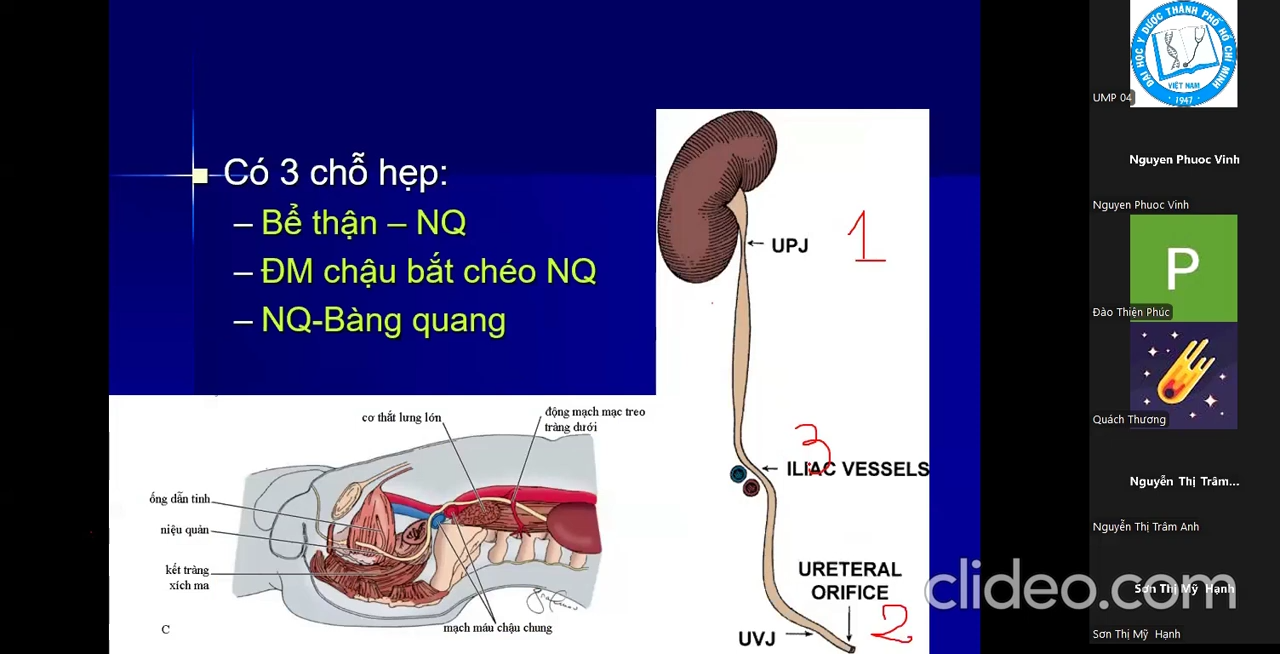 Có 3 chỗ hẹp:
– Bể thận – NQ
– ĐM chậu bắt chéo NQ
– NQ-Bàng quang
UPJ
1
3
ILIAC VESSELS
URETERAL
ORIFICE
UVJ
2
cơ thắt lưng lớn
động mạch mạc treo
tràng dưới
ống dẫn tinh
niệu quản
kết tràng
xích ma
mạch máu chậu chung
C
ĐẠI HỌC Y DƯỢC THÀNH PHỐ HỒ CHÍ MINH
VIỆT NAM
1947
UMP 04
Nguyen Phuoc Vinh
Nguyen Phuoc Vinh
P
Đào Thiện Phúc
Quách Thương
Nguyễn Thị Trâm...
Nguyễn Thị Trâm Anh
Sơn Thị Mỹ Hạnh
Sơn Thị Mỹ Hạnh
clideo.com